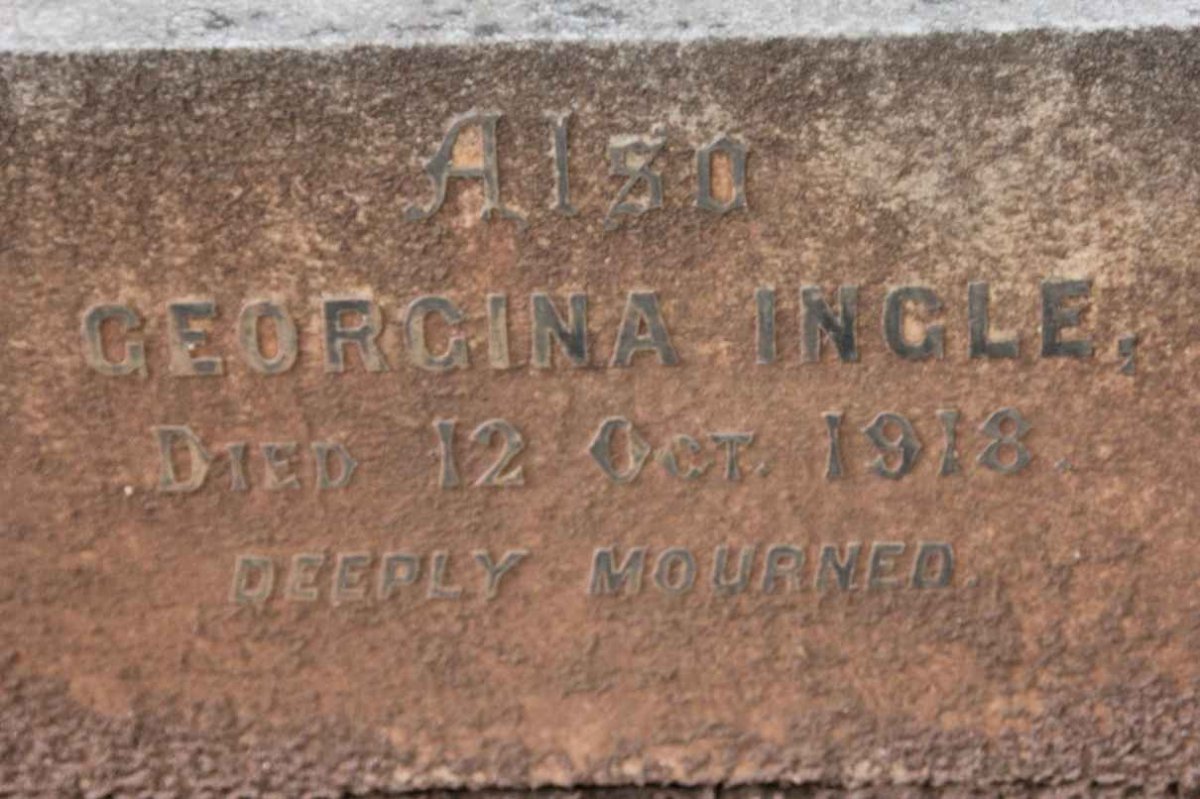 Also
GEORGINA INGLE,
DIED 12 OCT. 1918.
DEEPLY MOURNED